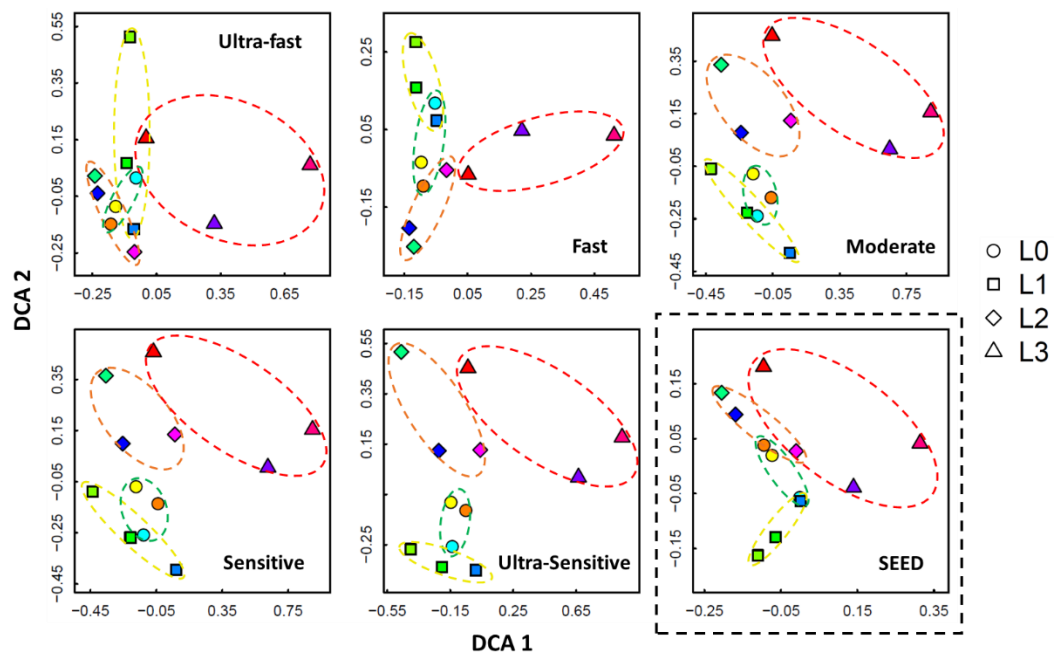 Ultra-fast
0.55
0.35
0.15
−0.05
−0.25
−0.25 0.05 0.35 0.65
Fast
0.25
0.05
−0.15
−0.15 0.05 0.25 0.45
Moderate
0.35
0.15
−0.05
−0.25
−0.45
−0.45 −0.05 0.35 0.75
L0
L1
L2
L3
DCA 2
Sensitive
0.35
0.15
−0.05
−0.25
−0.45
−0.45 −0.05 0.35 0.75
Ultra-Sensitive
0.55
0.35
0.15
−0.25
−0.55 −0.15 0.25 0.65
SEED
0.15
0.05
−0.05
−0.15
−0.25 −0.05 0.15 0.35
DCA 1